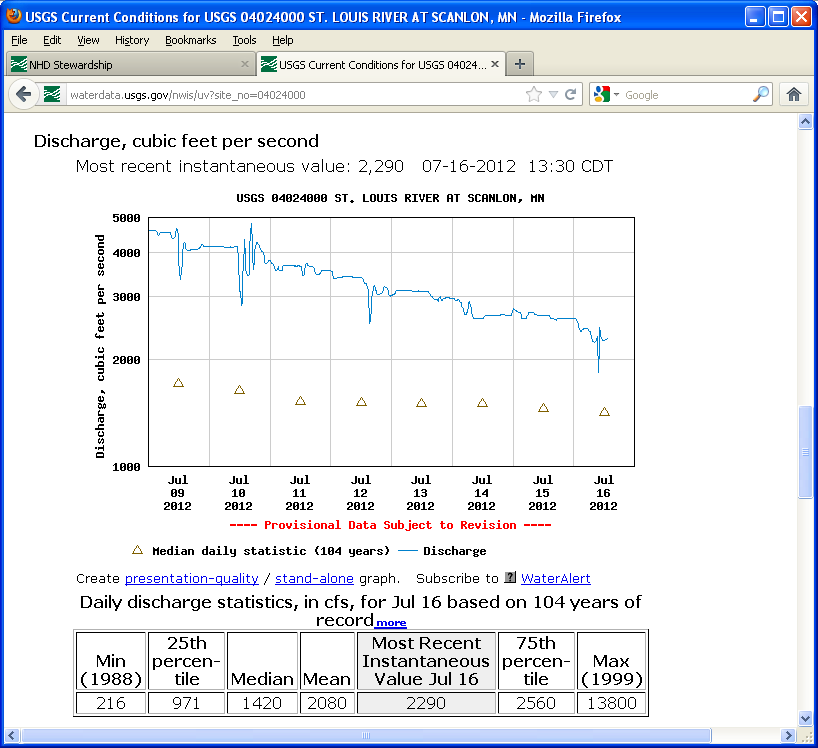 USGS Current Conditions for USGS 04024000 ST. LOUIS RIVER AT SCANLON, MN - Mozilla Firefox
File Edit View History Bookmarks Tools Help
NHD Stewardship × USGS Current Conditions for USGS 04024... × +
waterdata.usgs.gov/nwis/uv?site_no=04024000 Google
Discharge, cubic feet per second
Most recent instantaneous value: 2,290 07-16-2012 13:30 CDT
USGS 04024000 ST. LOUIS RIVER AT SCANLON, MN
Discharge, cubic feet per second
5000
4000
3000
2000
1000
Jul Jul Jul Jul Jul Jul Jul Jul
09 10 11 12 13 14 15 16
2012 2012 2012 2012 2012 2012 2012 2012
---- Provisional Data Subject to Revision ----
△ Median daily statistic (104 years) — Discharge
Create presentation-quality / stand-alone graph. Subscribe to ? WaterAlert
Daily discharge statistics, in cfs, for Jul 16 based on 104 years of
record more
Min (1988) 25th percen-tile Median Mean Most Recent Instantaneous Value Jul 16 75th percen-tile Max (1999)
216 971 1420 2080 2290 2560 13800